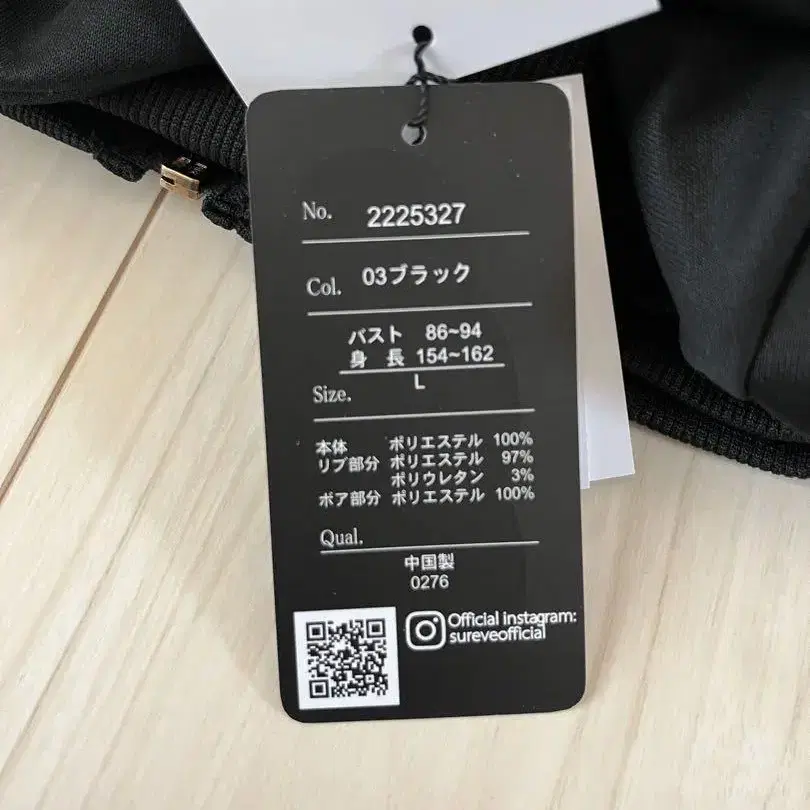 No. 2225327
Col. 03ブラック
バスト 86~94
身 長 154~162
L
Size.
本体 ポリエステル 100%
リブ部分 ポリエステル 97%
ポリウレタン 3%
ボア部分 ポリエステル 100%
Qual.
中国製
0276
Official instagram:
sureveofficial